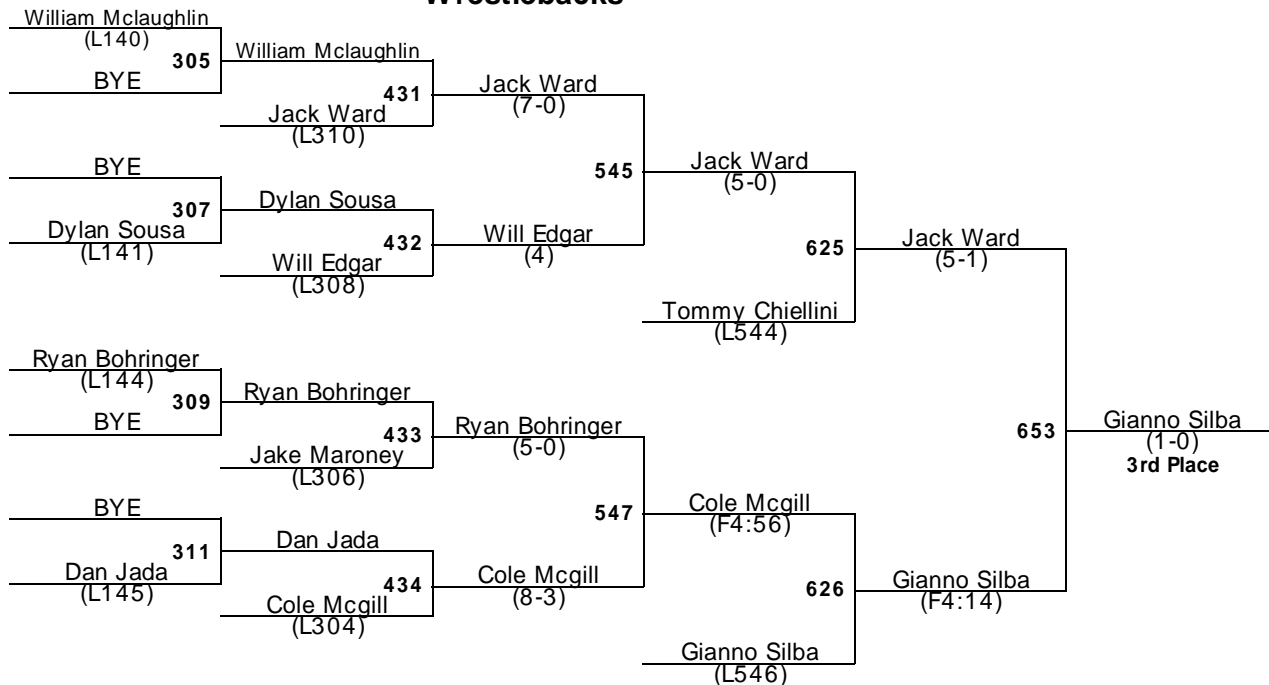 Wrestlebacks
William Mclaughlin
(L140)
305
BYE
William Mclaughlin
431
Jack Ward
(L310)
Jack Ward
(7-0)
BYE
307
Dylan Sousa
(L141)
Dylan Sousa
432
Will Edgar
(L308)
Will Edgar
(4)
545
Jack Ward
(5-0)
625
Tommy Chiellini
(L544)
Jack Ward
(5-1)
Ryan Bohringer
(L144)
309
BYE
Ryan Bohringer
433
Jake Maroney
(L306)
Ryan Bohringer
(5-0)
BYE
311
Dan Jada
(L145)
Dan Jada
434
Cole Mcgill
(L304)
Cole Mcgill
(8-3)
547
Cole Mcgill
(F4:56)
626
Gianno Silba
(L546)
Gianno Silba
(F4:14)
653
Gianno Silba
(1-0)
3rd Place